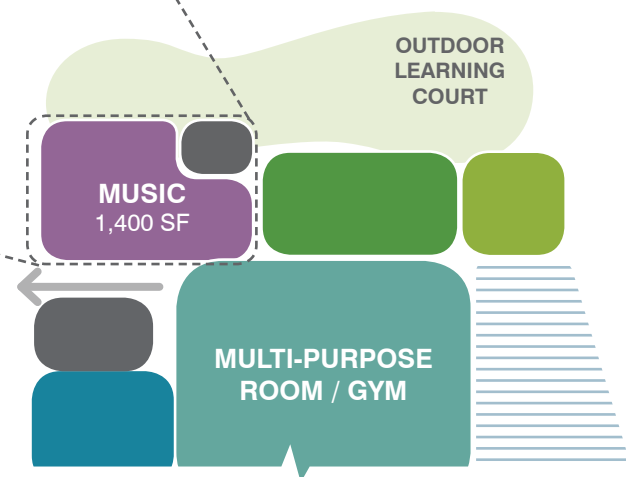 OUTDOOR
LEARNING
COURT
MUSIC
1,400 SF
MULTI-PURPOSE
ROOM / GYM